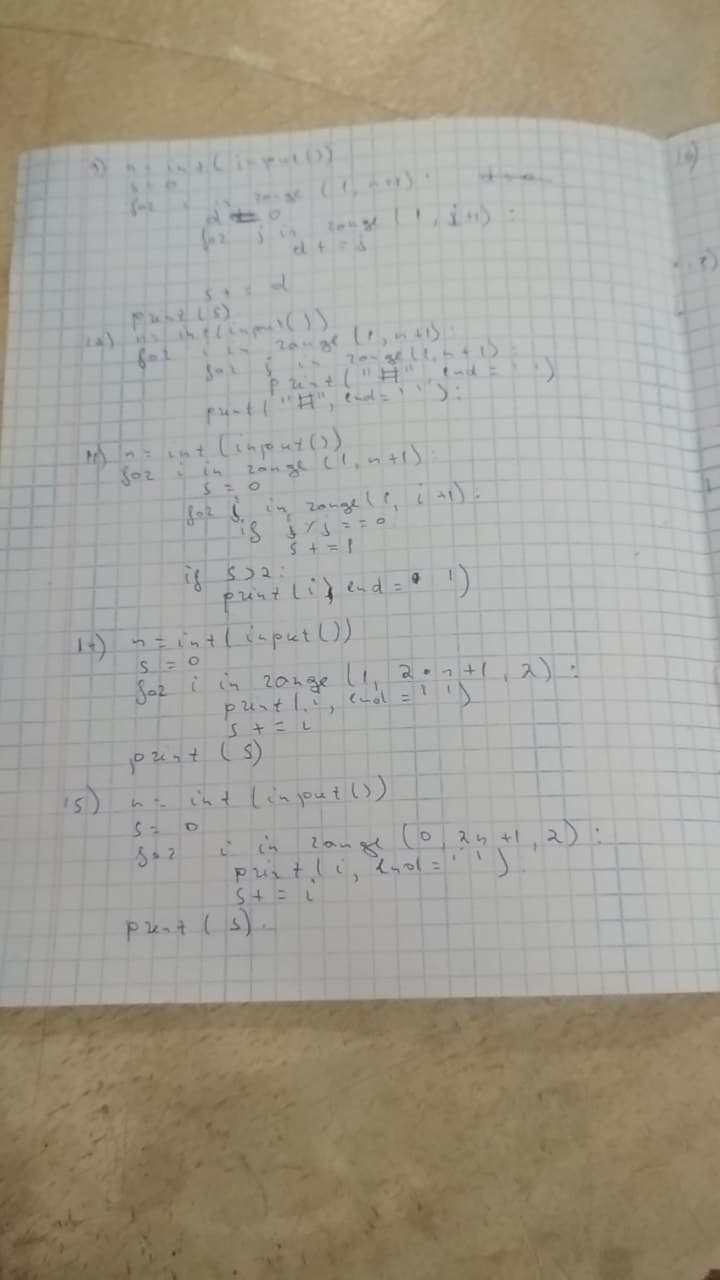 9) n = int(input())
s = 0
for i in range (1, n+1):
d = 0
for j in range (1, i+1):
d + = j
s + = d
print(s)
n = int(input())
for i in range (1, n+1):
for j in range(1, n+1):
print("#", end = ' ')
print("#", end = ' '):
n = int(input())
for i in range (1, n+1):
s = 0
for j in range(1, i+1):
if j % j == 0
s + = 1
if s>2:
print(i, end = ' ')
14) n = int(input())
s = 0
for i in range (1, 2*n+1, 2):
print(i, end = ' ')
s + = i
print (s)
15) n = int (input())
s = 0
for i in range (0, 2n+1, 2):
print(i, end = ' ')
s + = i
print (s).
10)